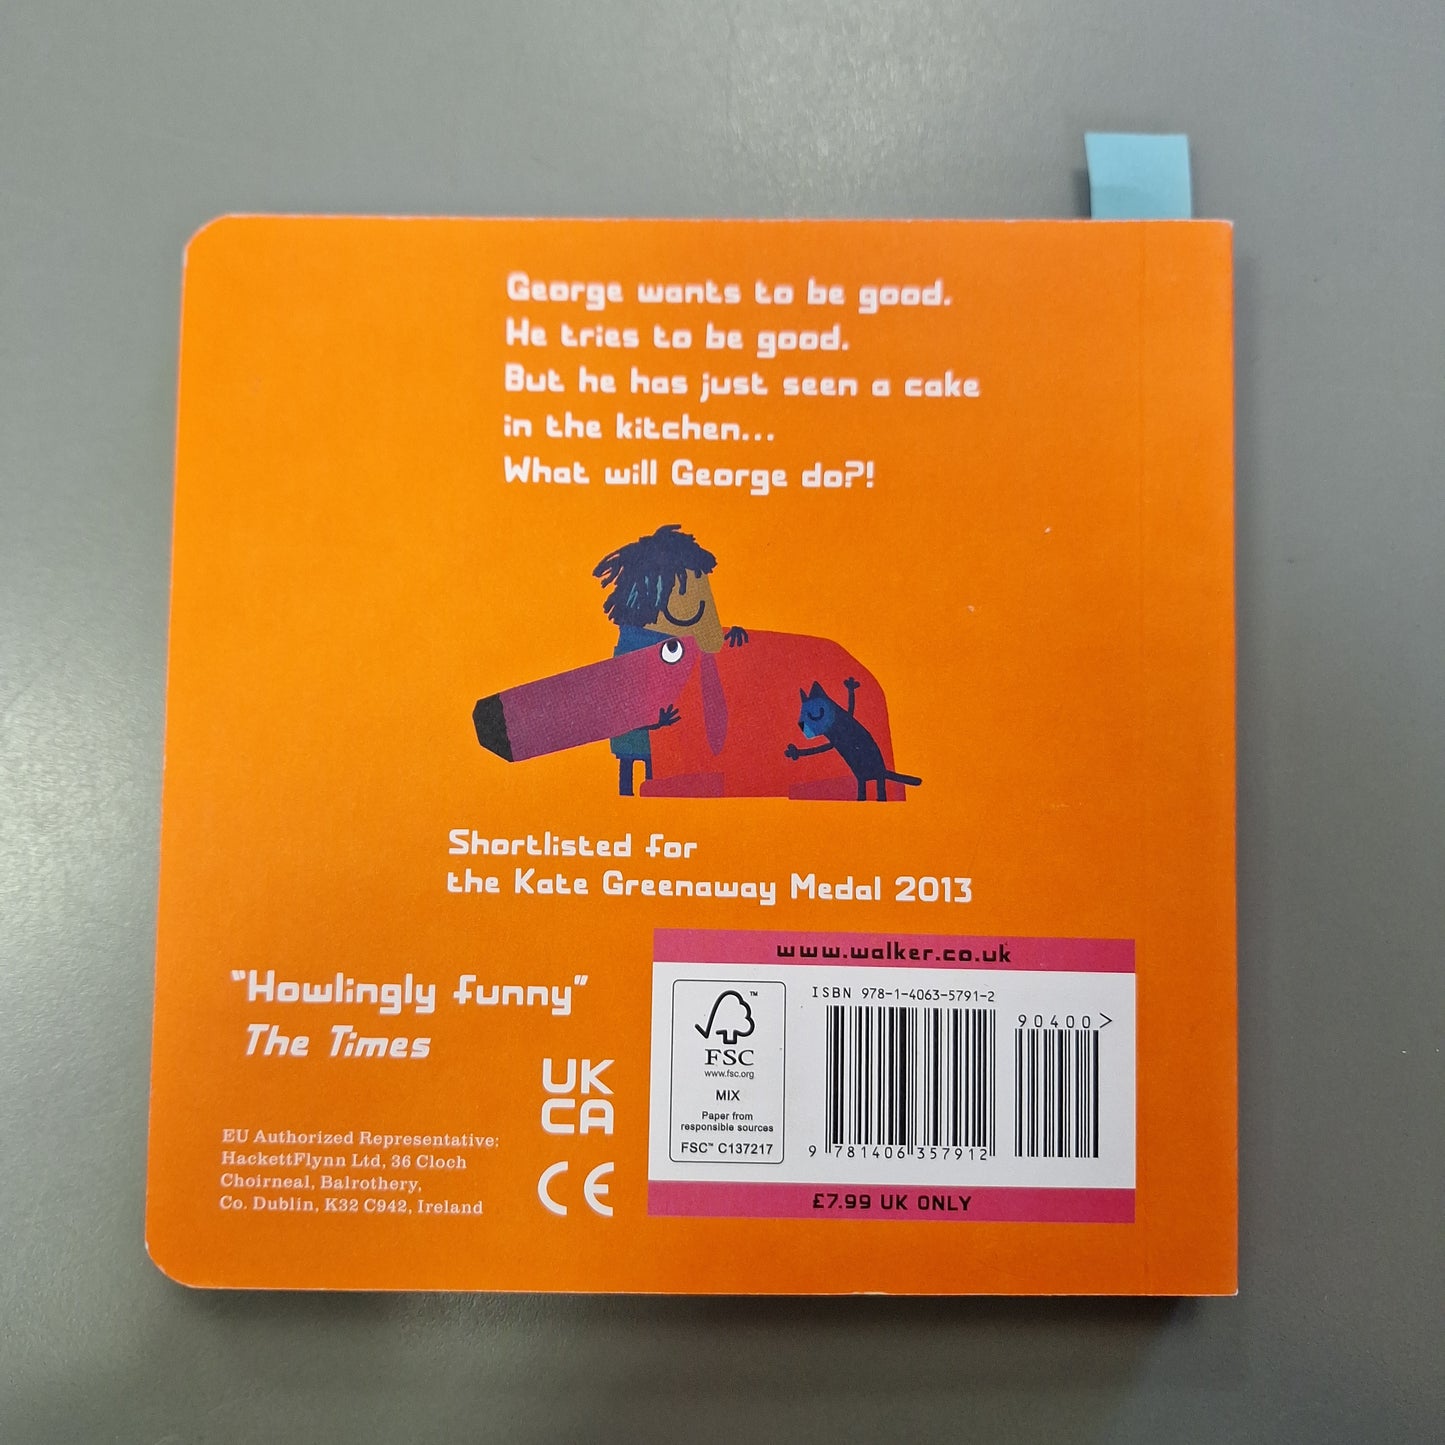 George wants to be good.
He tries to be good.
But he has just seen a cake
in the kitchen...
What will George do?!
Shortlisted for
the Kate Greenaway Medal 2013
"Howlingly funny"
The Times
UK
CA
CE
EU Authorized Representative:
HackettFlynn Ltd, 36 Cloch
Choirneal, Balrothery,
Co. Dublin, K32 C942, Ireland
www.walker.co.uk
FSC
™
www.fsc.org
MIX
Paper from
responsible sources
FSC™ C137217
ISBN 978-1-4063-5791-2
90400>
9 781406 357912
£7.99 UK ONLY